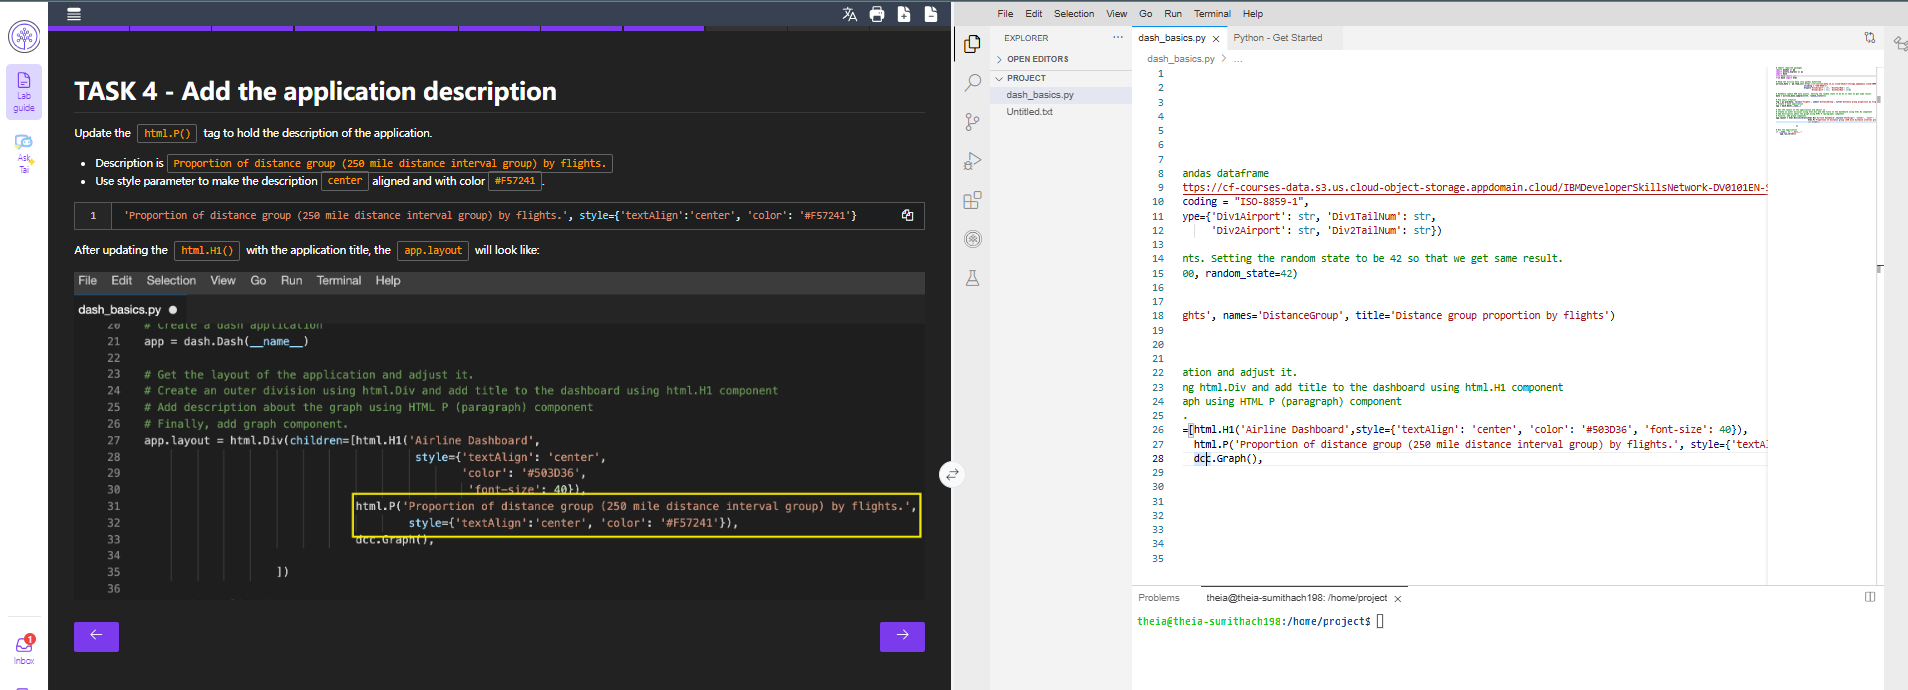 Lab
guide
Ask
Tai
1
Inbox
TASK 4 - Add the application description
Update the html.P() tag to hold the description of the application.
Description is Proportion of distance group (250 mile distance interval group) by flights.
Use style parameter to make the description center aligned and with color #F57241.
1 'Proportion of distance group (250 mile distance interval group) by flights.', style={'textAlign':'center', 'color': '#F57241'}
After updating the html.H1() with the application title, the app.layout will look like:
File Edit Selection View Go Run Terminal Help
dash_basics.py
20 # Create a dash application
21 app = dash.Dash(__name__)
22
23 # Get the layout of the application and adjust it.
24 # Create an outer division using html.Div and add title to the dashboard using html.H1 component
25 # Add description about the graph using HTML P (paragraph) component
26 # Finally, add graph component.
27 app.layout = html.Div(children=[html.H1('Airline Dashboard',
28 style={'textAlign': 'center',
29 'color': '#503D36',
30 'font-size': 40}),
31 html.P('Proportion of distance group (250 mile distance interval group) by flights.',
32 style={'textAlign':'center', 'color': '#F57241'}),
33 dcc.Graph(),
34
35 ])
36
File Edit Selection View Go Run Terminal Help
EXPLORER ...
OPEN EDITORS
PROJECT
dash_basics.py
Untitled.txt
dash_basics.py Python - Get Started
dash_basics.py > ...
1
2
3
4
5
6
7
8 andas dataframe
9 ttps://cf-courses-data.s3.us.cloud-object-storage.appdomain.cloud/IBMDeveloperSkillsNetwork-DV0101EN-S
10 coding = "ISO-8859-1",
11 ype={'Div1Airport': str, 'Div1TailNum': str,
12 'Div2Airport': str, 'Div2TailNum': str})
13
14 nts. Setting the random state to be 42 so that we get same result.
15 00, random_state=42)
16
17
18 ghts', names='DistanceGroup', title='Distance group proportion by flights')
19
20
21
22 ation and adjust it.
23 ng html.Div and add title to the dashboard using html.H1 component
24 aph using HTML P (paragraph) component
25 .
26 =[html.H1('Airline Dashboard',style={'textAlign': 'center', 'color': '#503D36', 'font-size': 40}),
27 html.P('Proportion of distance group (250 mile distance interval group) by flights.', style={'textAl
28 dcc.Graph(),
29
30
31
32
33
34
35
Problems theia@theia-sumithach198: /home/project
theia@theia-sumithach198:/home/project$